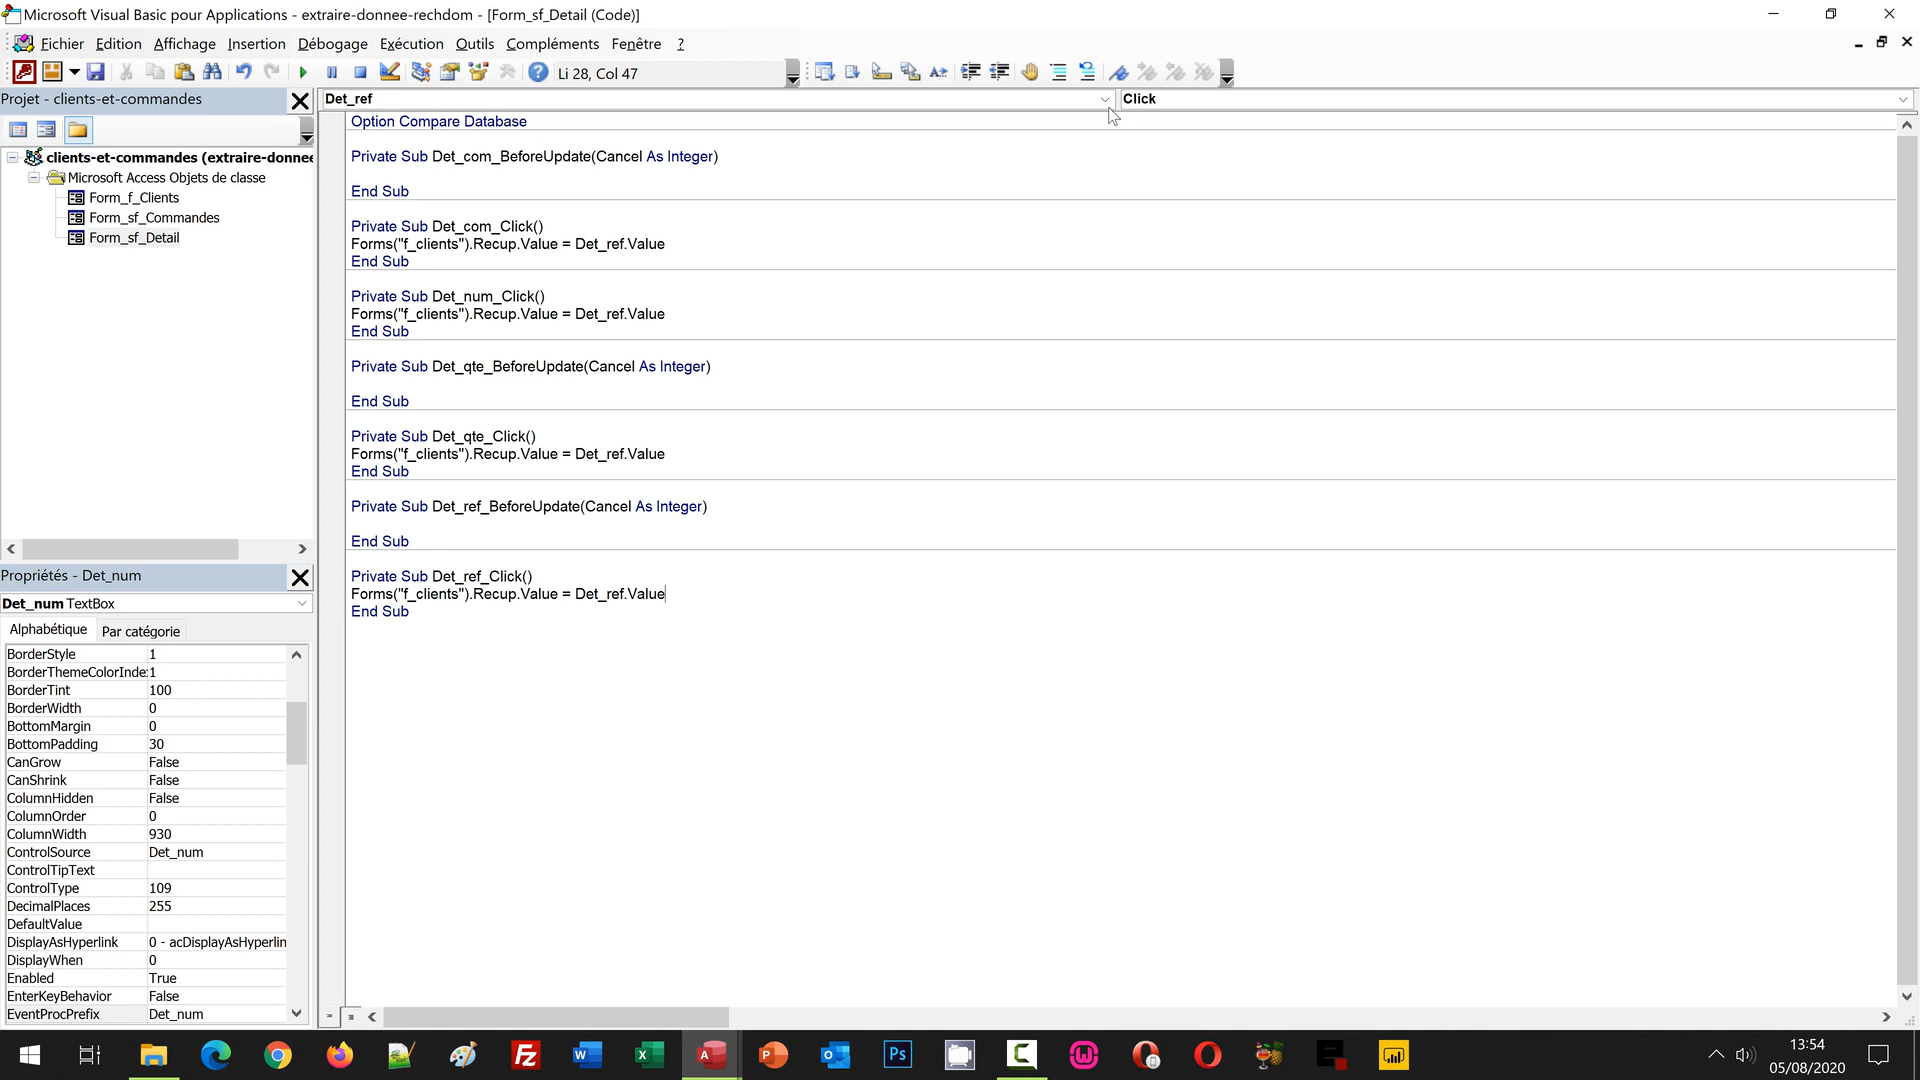 Microsoft Visual Basic pour Applications - extraire-donnee-rechdom - [Form_sf_Detail (Code)]
Fichier Edition Affichage Insertion Débogage Exécution Outils Compléments Fenêtre ?
Li 28, Col 47
Projet - clients-et-commandes
clients-et-commandes (extraire-donnee
Microsoft Access Objets de classe
Form_f_Clients
Form_sf_Commandes
Form_sf_Detail
Det_ref
Click
Option Compare Database
Private Sub Det_com_BeforeUpdate(Cancel As Integer)
End Sub
Private Sub Det_com_Click()
Forms("f_clients").Recup.Value = Det_ref.Value
End Sub
Private Sub Det_num_Click()
Forms("f_clients").Recup.Value = Det_ref.Value
End Sub
Private Sub Det_qte_BeforeUpdate(Cancel As Integer)
End Sub
Private Sub Det_qte_Click()
Forms("f_clients").Recup.Value = Det_ref.Value
End Sub
Private Sub Det_ref_BeforeUpdate(Cancel As Integer)
End Sub
Private Sub Det_ref_Click()
Forms("f_clients").Recup.Value = Det_ref.Value
End Sub
Propriétés - Det_num
Det_num TextBox
Alphabétique Par catégorie
BorderStyle 1
BorderThemeColorInde 1
BorderTint 100
BorderWidth 0
BottomMargin 0
BottomPadding 30
CanGrow False
CanShrink False
ColumnHidden False
ColumnOrder 0
ColumnWidth 930
ControlSource Det_num
ControlTipText
ControlType 109
DecimalPlaces 255
DefaultValue
DisplayAsHyperlink 0 - acDisplayAsHyperlin
DisplayWhen 0
Enabled True
EnterKeyBehavior False
EventProcPrefix Det_num
13:54
05/08/2020